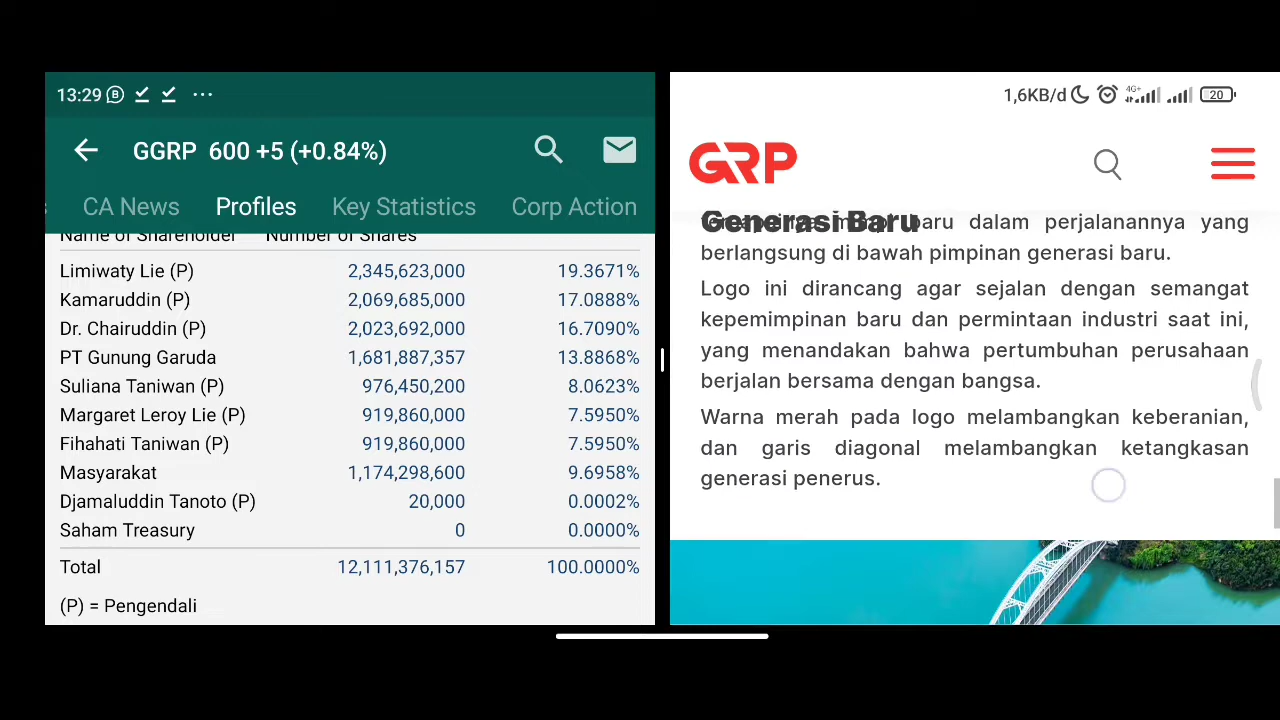 13:29 B ...
GGRP 600 +5 (+0.84%)
s CA News Profiles Key Statistics Corp Action
Name of Shareholder Number of Shares
Limiwaty Lie (P) 2,345,623,000 19.3671%
Kamaruddin (P) 2,069,685,000 17.0888%
Dr. Chairuddin (P) 2,023,692,000 16.7090%
PT Gunung Garuda 1,681,887,357 13.8868%
Suliana Taniwan (P) 976,450,200 8.0623%
Margaret Leroy Lie (P) 919,860,000 7.5950%
Fihahati Taniwan (P) 919,860,000 7.5950%
Masyarakat 1,174,298,600 9.6958%
Djamaluddin Tanoto (P) 20,000 0.0002%
Saham Treasury 0 0.0000%
Total 12,111,376,157 100.0000%
(P) = Pengendali
1,6KB/d 4G+ 20
GRP
Generasi Baru
baru dalam perjalanannya yang
berlangsung di bawah pimpinan generasi baru.
Logo ini dirancang agar sejalan dengan semangat
kepemimpinan baru dan permintaan industri saat ini,
yang menandakan bahwa pertumbuhan perusahaan
berjalan bersama dengan bangsa.
Warna merah pada logo melambangkan keberanian,
dan garis diagonal melambangkan ketangkasan
generasi penerus.